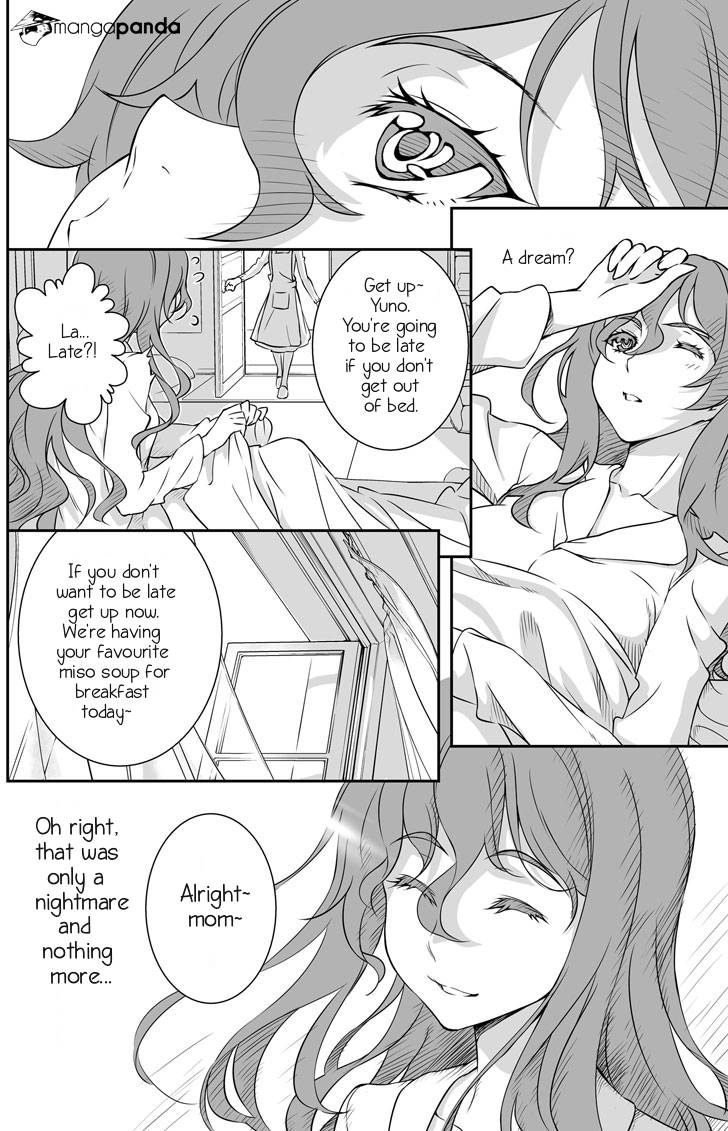 mangapanda
A dream?
Get up~
Yuno.
You're going
to be late
if you don't
get out
of bed.
La...
Late?!
If you don't
want to be late
get up now.
We're having
your favourite
miso soup for
breakfast
today~
Alright~
mom~
Oh right,
that was
only a
nightmare
and
nothing
more...